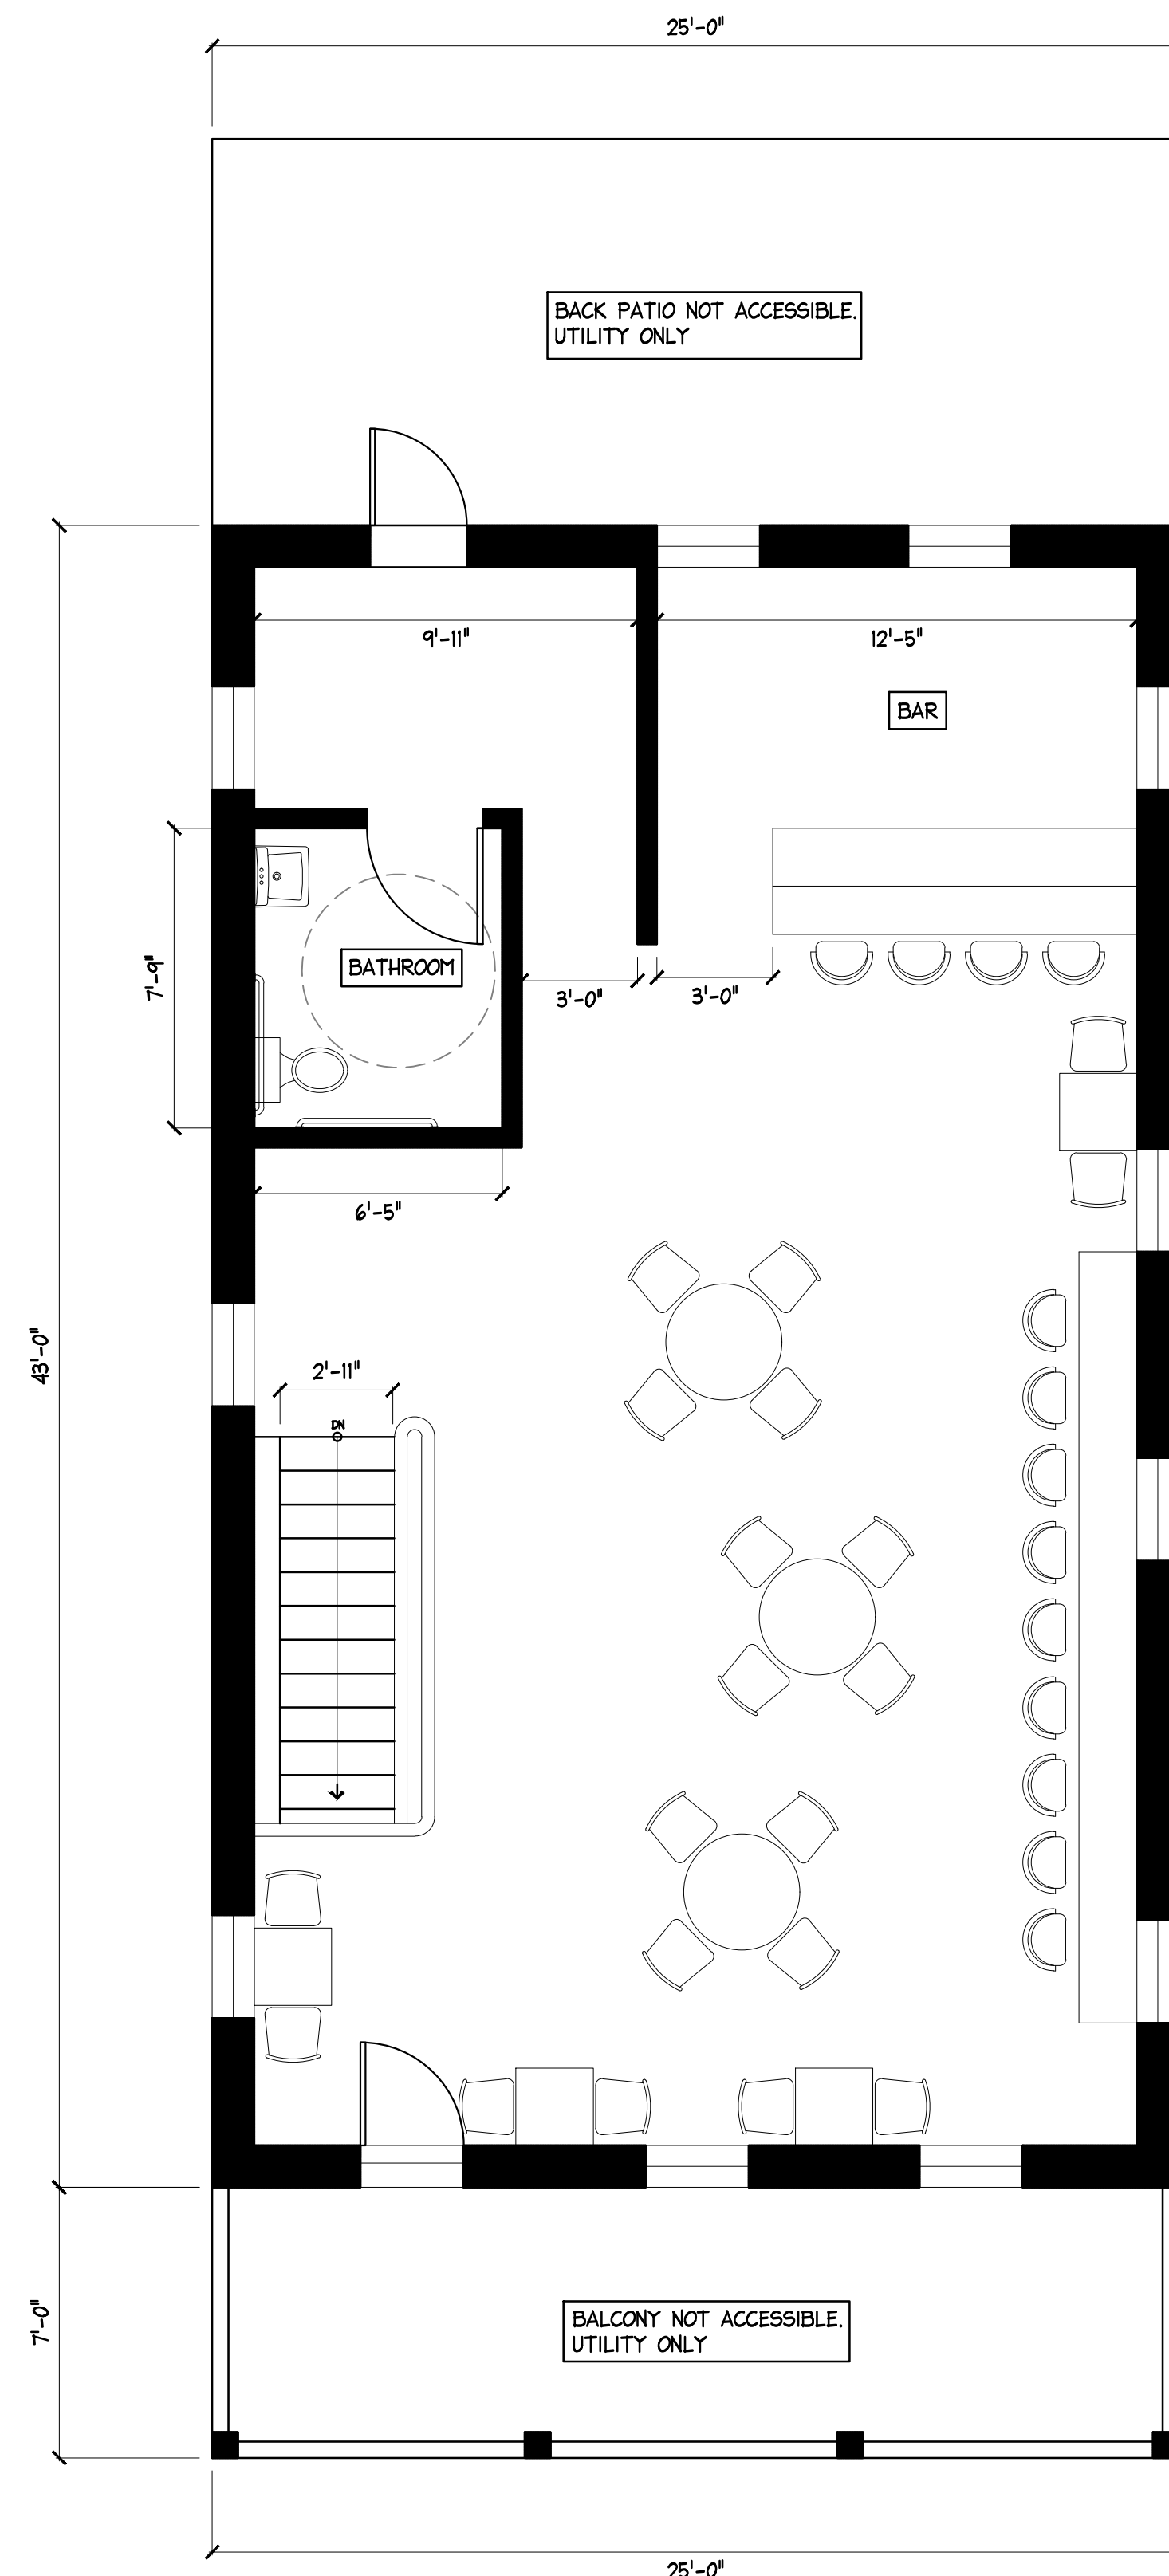 25'-0"
BACK PATIO NOT ACCESSIBLE.
UTILITY ONLY
9'-11"
12'-5"
BAR
BATHROOM
7'-9"
3'-0"
3'-0"
6'-5"
43'-0"
2'-11"
DN
BALCONY NOT ACCESSIBLE.
UTILITY ONLY
7'-0"
25'-0"